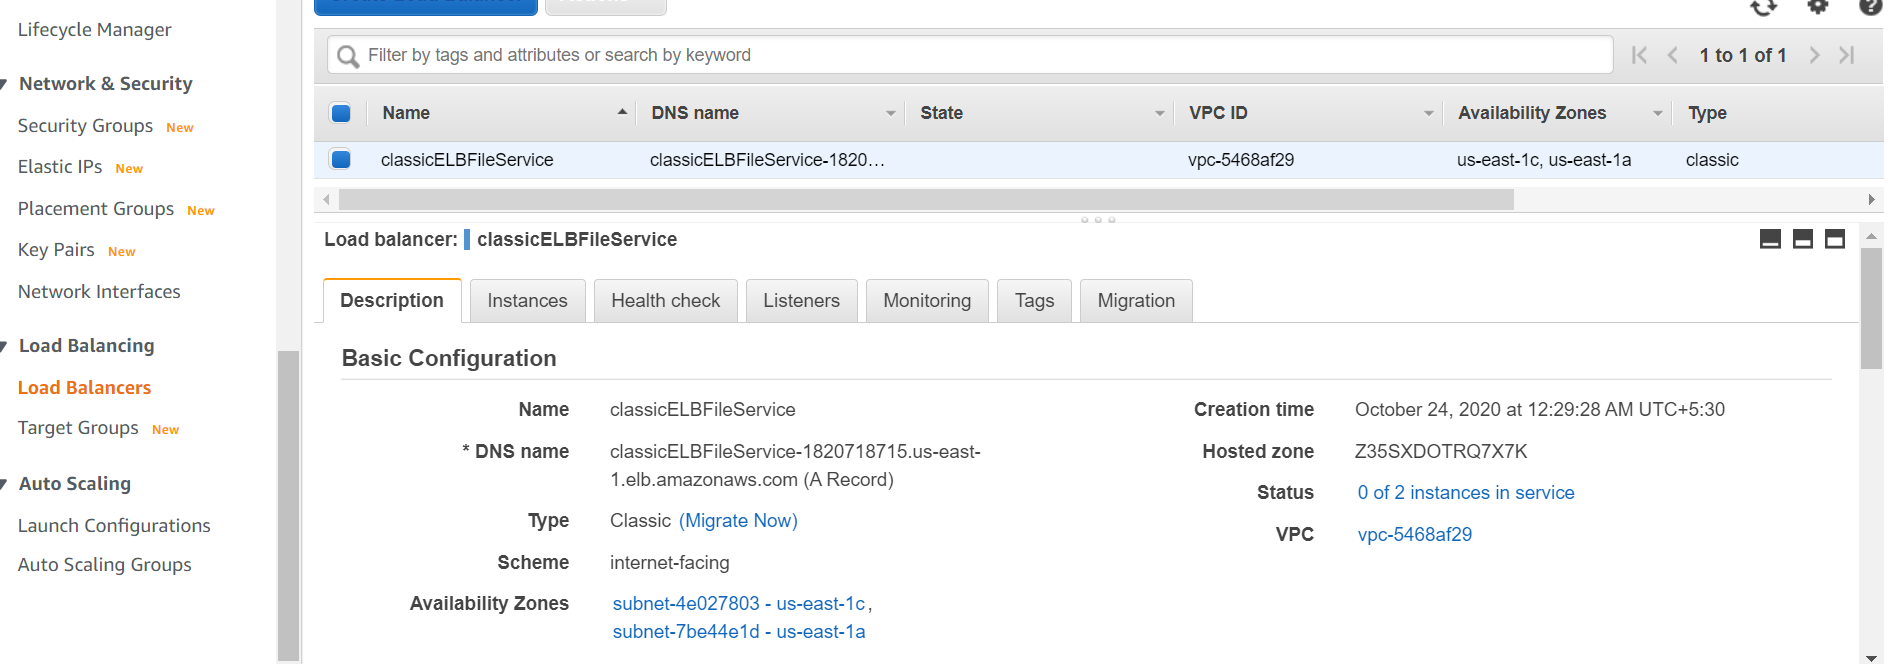 Lifecycle Manager
Network & Security
Security Groups New
Elastic IPs New
Placement Groups New
Key Pairs New
Network Interfaces
Load Balancing
Load Balancers
Target Groups New
Auto Scaling
Launch Configurations
Auto Scaling Groups
Create Load Balancer Actions
Filter by tags and attributes or search by keyword
1 to 1 of 1
Name DNS name State VPC ID Availability Zones Type
classicELBFileService classicELBFileService-1820... vpc-5468af29 us-east-1c, us-east-1a classic
Load balancer: classicELBFileService
Description Instances Health check Listeners Monitoring Tags Migration
Basic Configuration
Name classicELBFileService
* DNS name classicELBFileService-1820718715.us-east-
1.elb.amazonaws.com (A Record)
Type Classic (Migrate Now)
Scheme internet-facing
Availability Zones subnet-4e027803 - us-east-1c,
subnet-7be44e1d - us-east-1a
Creation time October 24, 2020 at 12:29:28 AM UTC+5:30
Hosted zone Z35SXDOTRQ7X7K
Status 0 of 2 instances in service
VPC vpc-5468af29